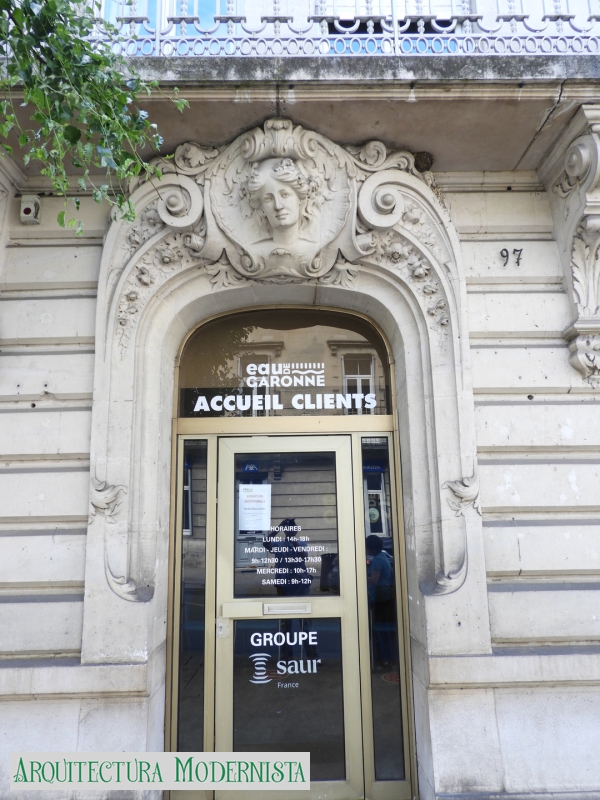 97
eau DE
GARONNE
ACCUEIL CLIENTS
HORAIRES
LUNDI : 14h-18h
MARDI - JEUDI - VENDREDI :
9h-12h30 / 13h30-17h30
MERCREDI : 10h-17h
SAMEDI : 9h-12h
GROUPE
saur
France
ARQUITECTURA MODERNISTA